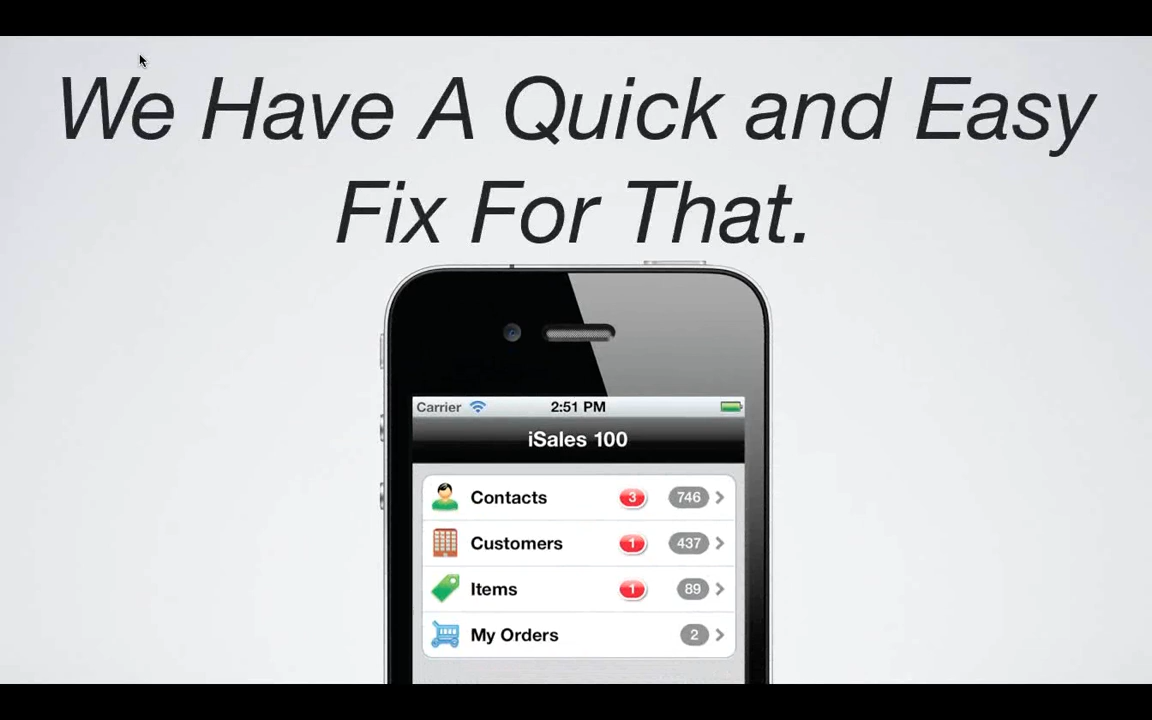 We Have A Quick and Easy
Fix For That.
Carrier 2:51 PM
iSales 100
Contacts 3 746
Customers 1 437
Items 1 89
My Orders 2